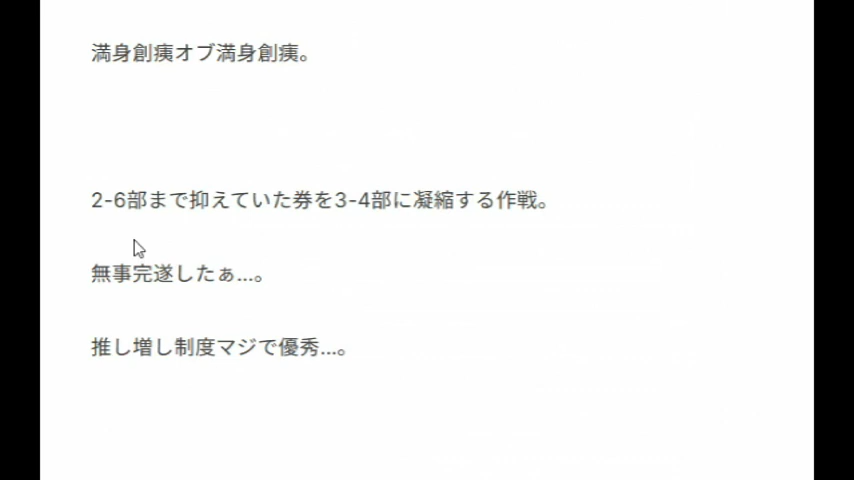 満身創痍オブ満身創痍。
2-6部まで抑えていた券を3-4部に凝縮する作戦。
無事完遂したぁ...。
推し増し制度マジで優秀...。